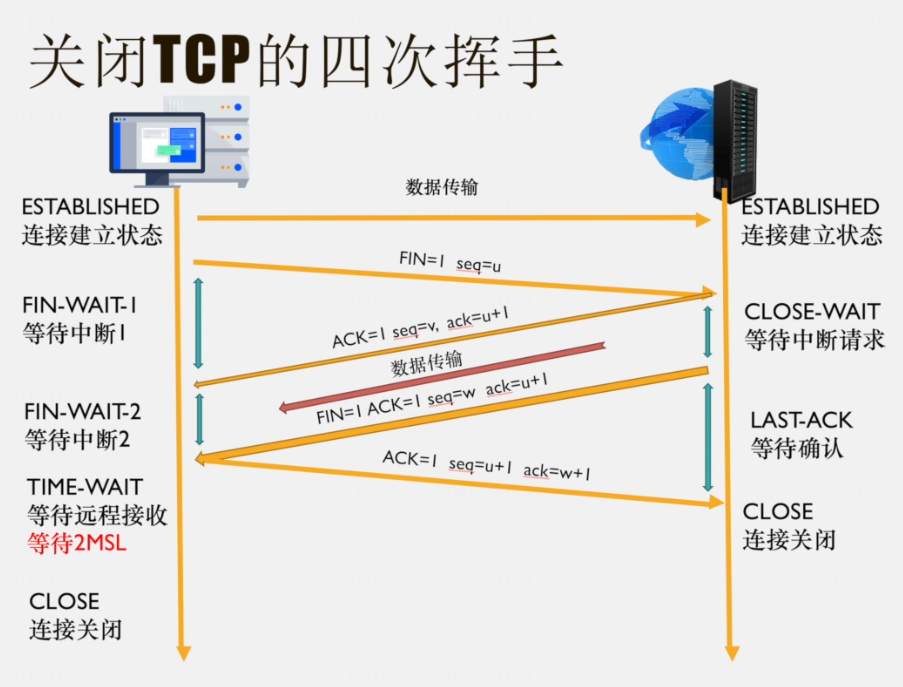 关闭TCP的四次挥手
数据传输
ESTABLISHED
连接建立状态
ESTABLISHED
连接建立状态
FIN=1 seq=u
FIN-WAIT-1
等待中断1
CLOSE-WAIT
等待中断请求
ACK=1 seq=v, ack=u+1
数据传输
FIN=1 ACK=1 seq=w ack=u+1
FIN-WAIT-2
等待中断2
LAST-ACK
等待确认
ACK=1 seq=u+1 ack=w+1
TIME-WAIT
等待远程接收
等待2MSL
CLOSE
连接关闭
CLOSE
连接关闭